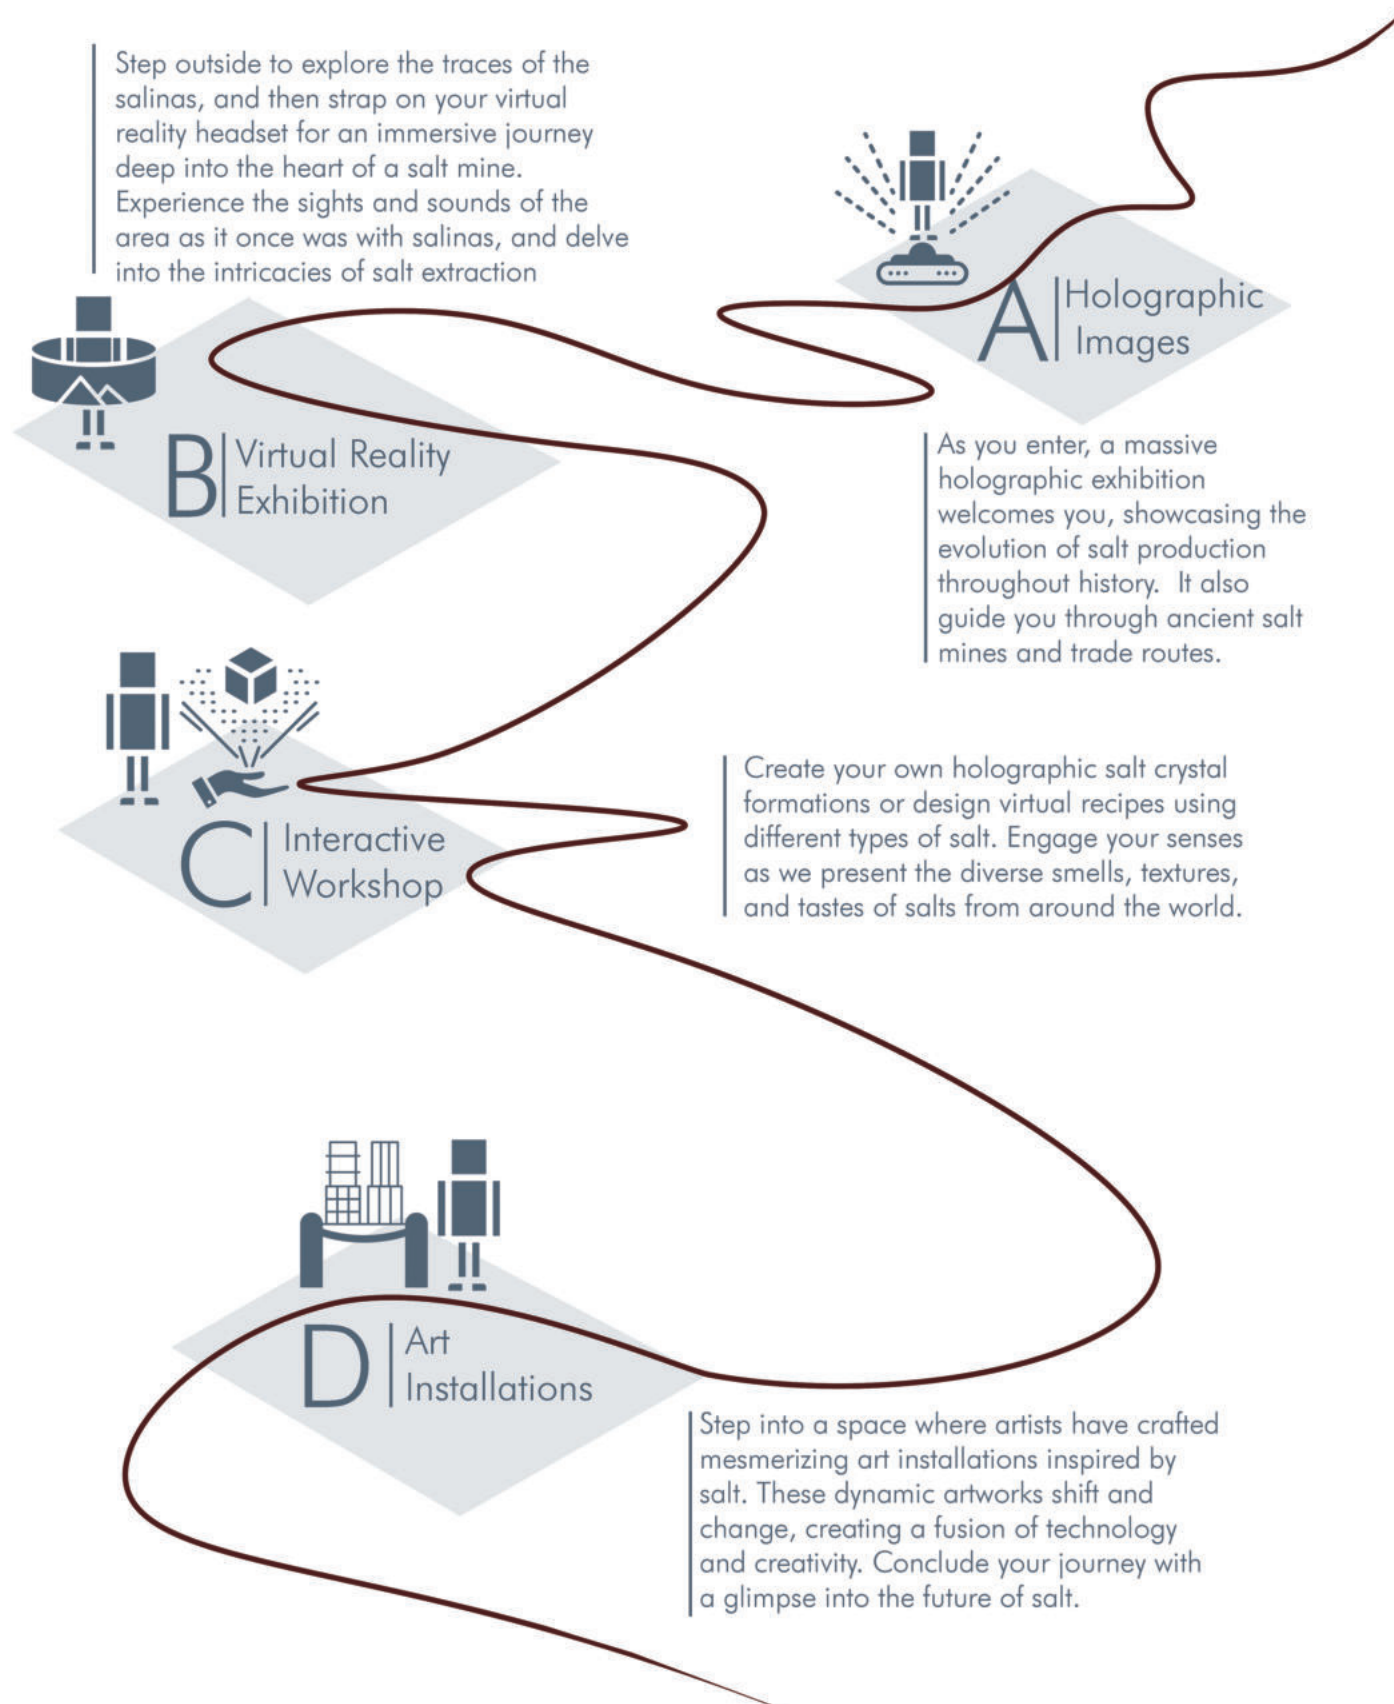 Step outside to explore the traces of the
salinas, and then strap on your virtual
reality headset for an immersive journey
deep into the heart of a salt mine.
Experience the sights and sounds of the
area as it once was with salinas, and delve
into the intricacies of salt extraction
A
Holographic
Images
B
Virtual Reality
Exhibition
As you enter, a massive
holographic exhibition
welcomes you, showcasing the
evolution of salt production
throughout history. It also
guide you through ancient salt
mines and trade routes.
C
Interactive
Workshop
Create your own holographic salt crystal
formations or design virtual recipes using
different types of salt. Engage your senses
as we present the diverse smells, textures,
and tastes of salts from around the world.
D
Art
Installations
Step into a space where artists have crafted
mesmerizing art installations inspired by
salt. These dynamic artworks shift and
change, creating a fusion of technology
and creativity. Conclude your journey with
a glimpse into the future of salt.